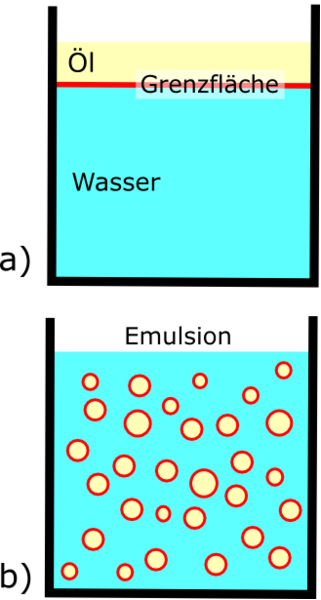 Öl
Grenzfläche
Wasser
a)
Emulsion
b)